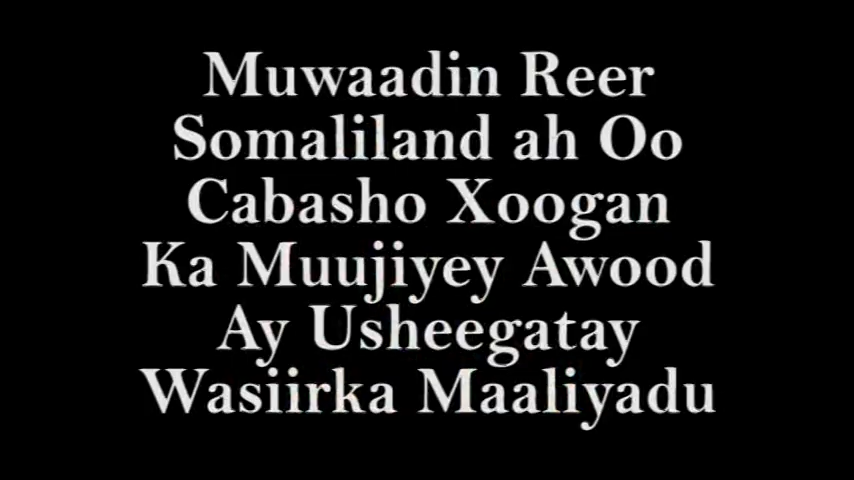 Muwaadin Reer
Somaliland ah Oo
Cabasho Xoogan
Ka Muujiyey Awood
Ay Usheegatay
Wasiirka Maaliyadu